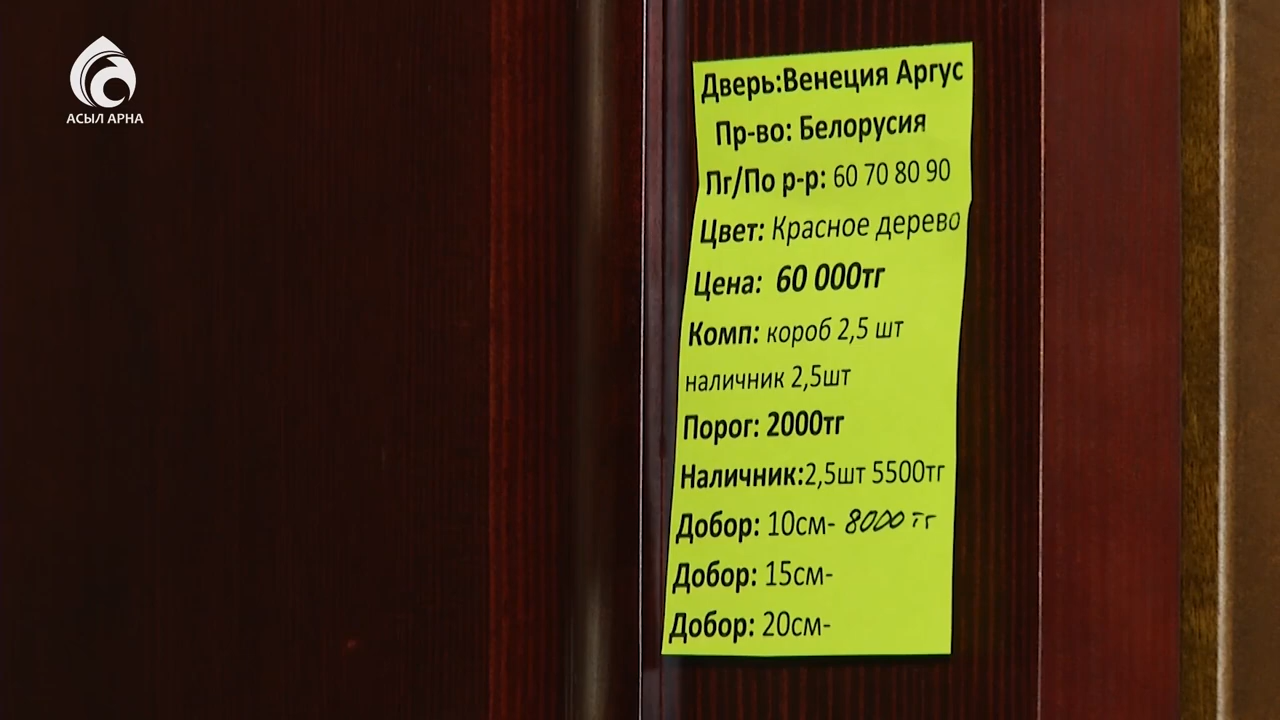 АСЫЛ АРНА
Дверь:Венеция Аргус
Пр-во: Белорусия
Пг/По р-р: 60 70 80 90
Цвет: Красное дерево
Цена: 60 000тг
Комп: короб 2,5 шт
наличник 2,5шт
Порог: 2000тг
Наличник:2,5шт 5500тг
Добор: 10см- 8000 тг
Добор: 15см-
Добор: 20см-